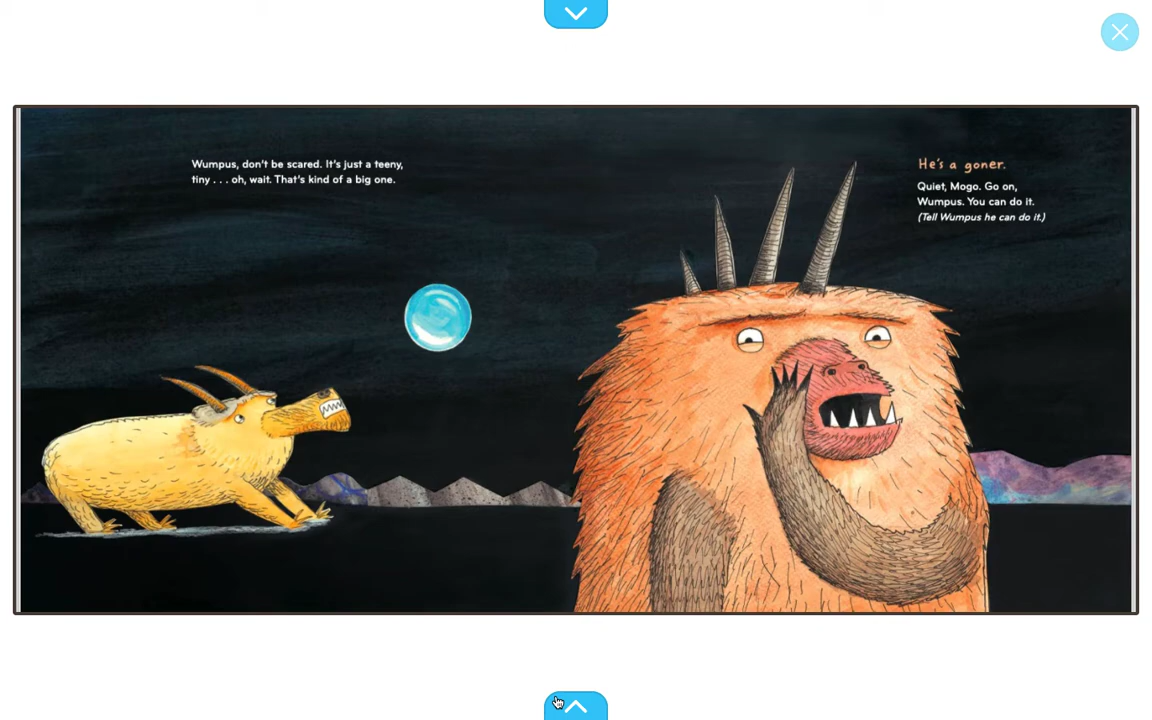 Wumpus, don't be scared. It's just a teeny,
tiny . . . oh, wait. That's kind of a big one.
He's a goner.
Quiet, Mogo. Go on,
Wumpus. You can do it.
(Tell Wumpus he can do it.)